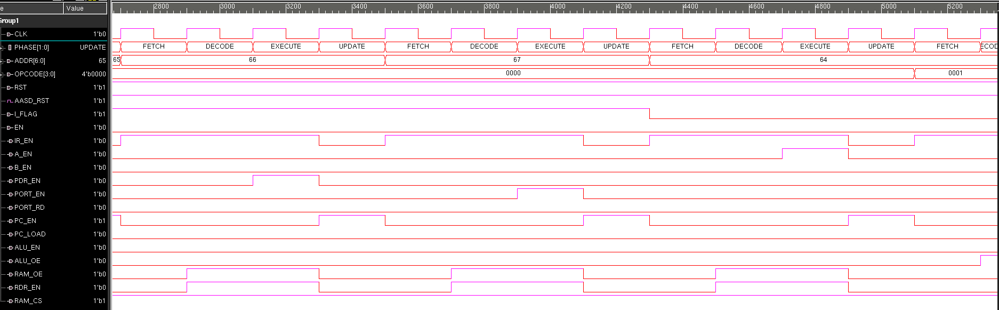 e Value 2800 3000 3200 3400 3600 3800 4000 4200 4400 4600 4800 5000 5200
Group1
CLK 1'b0
PHASE[1:0] UPDATE FETCH DECODE EXECUTE UPDATE FETCH DECODE EXECUTE UPDATE FETCH DECODE EXECUTE UPDATE FETCH ECOD
ADDR[6:0] 65 65 66 67 64
OPCODE[3:0] 4'b0000 0000 0001
RST 1'b1
AASD_RST 1'b1
I_FLAG 1'b1
EN 1'b0
IR_EN 1'b0
A_EN 1'b0
B_EN 1'b0
PDR_EN 1'b0
PORT_EN 1'b0
PORT_RD 1'b0
PC_EN 1'b1
PC_LOAD 1'b0
ALU_EN 1'b0
ALU_OE 1'b0
RAM_OE 1'b0
RDR_EN 1'b0
RAM_CS 1'b1